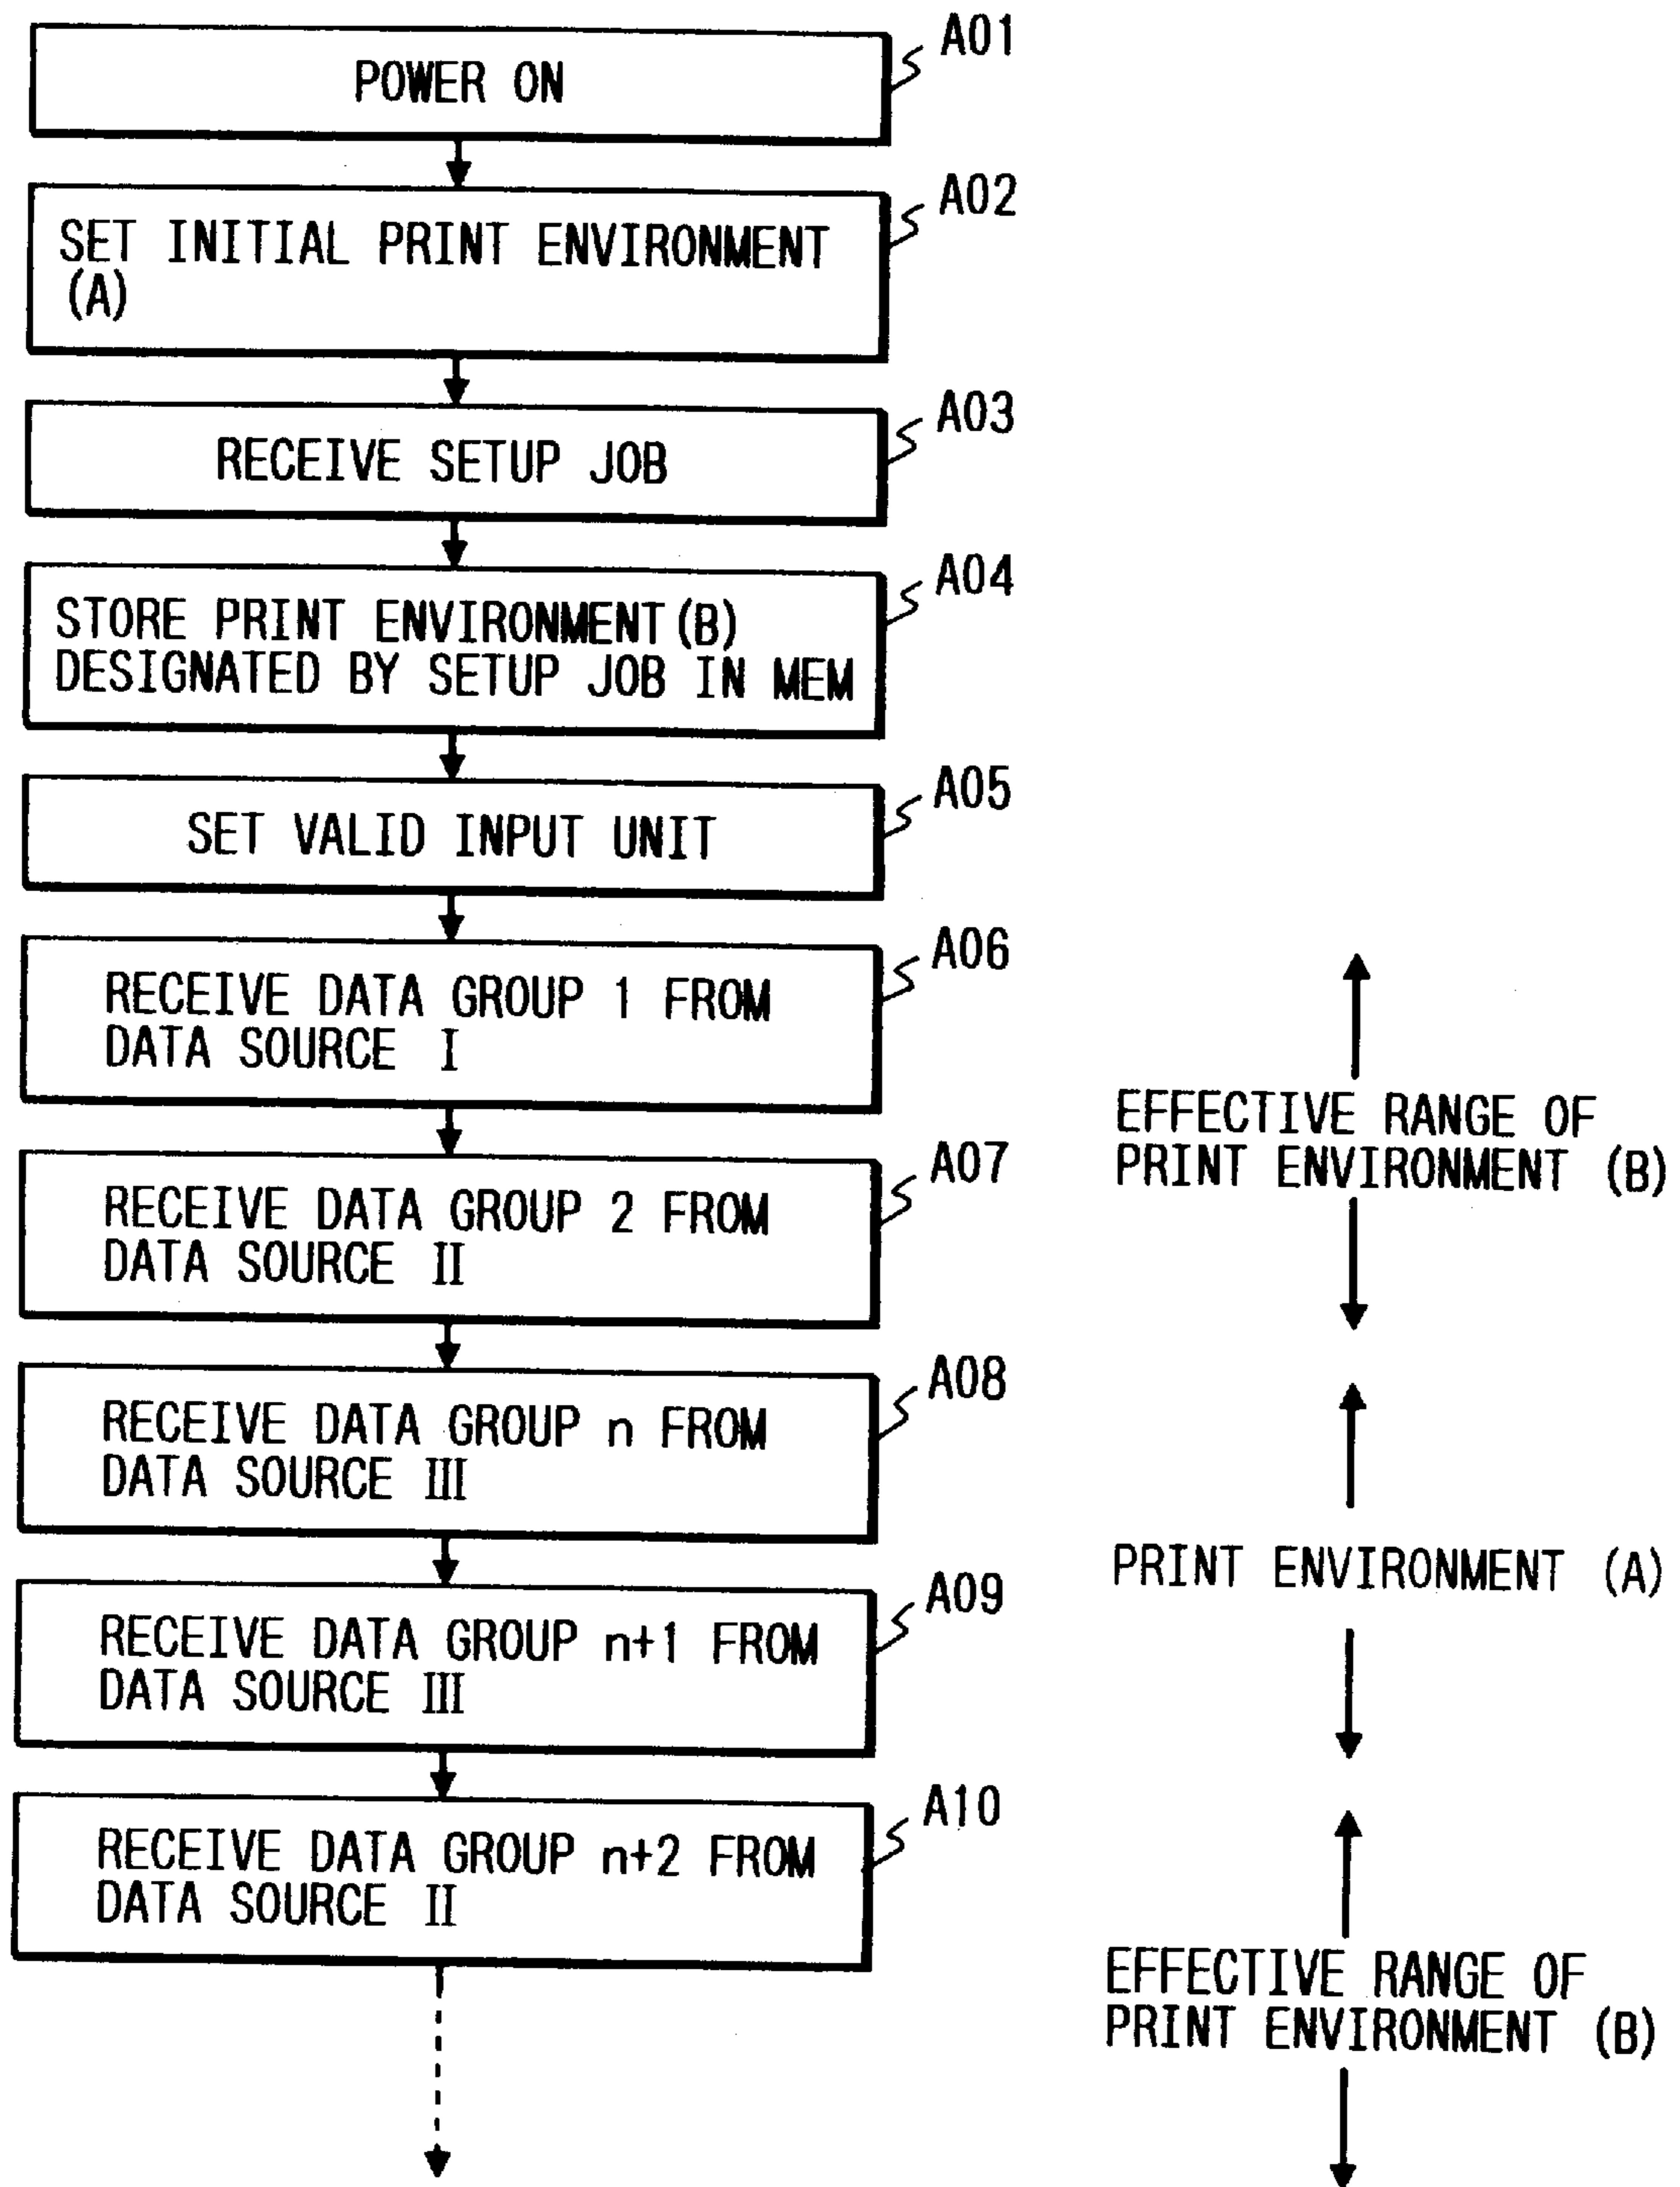 A01
POWER ON
A02
SET INITIAL PRINT ENVIRONMENT
(A)
A03
RECEIVE SETUP JOB
A04
STORE PRINT ENVIRONMENT (B)
DESIGNATED BY SETUP JOB IN MEM
A05
SET VALID INPUT UNIT
A06
RECEIVE DATA GROUP 1 FROM
DATA SOURCE I
EFFECTIVE RANGE OF
PRINT ENVIRONMENT (B)
A07
RECEIVE DATA GROUP 2 FROM
DATA SOURCE II
A08
RECEIVE DATA GROUP n FROM
DATA SOURCE III
PRINT ENVIRONMENT (A)
A09
RECEIVE DATA GROUP n+1 FROM
DATA SOURCE III
A10
RECEIVE DATA GROUP n+2 FROM
DATA SOURCE II
EFFECTIVE RANGE OF
PRINT ENVIRONMENT (B)